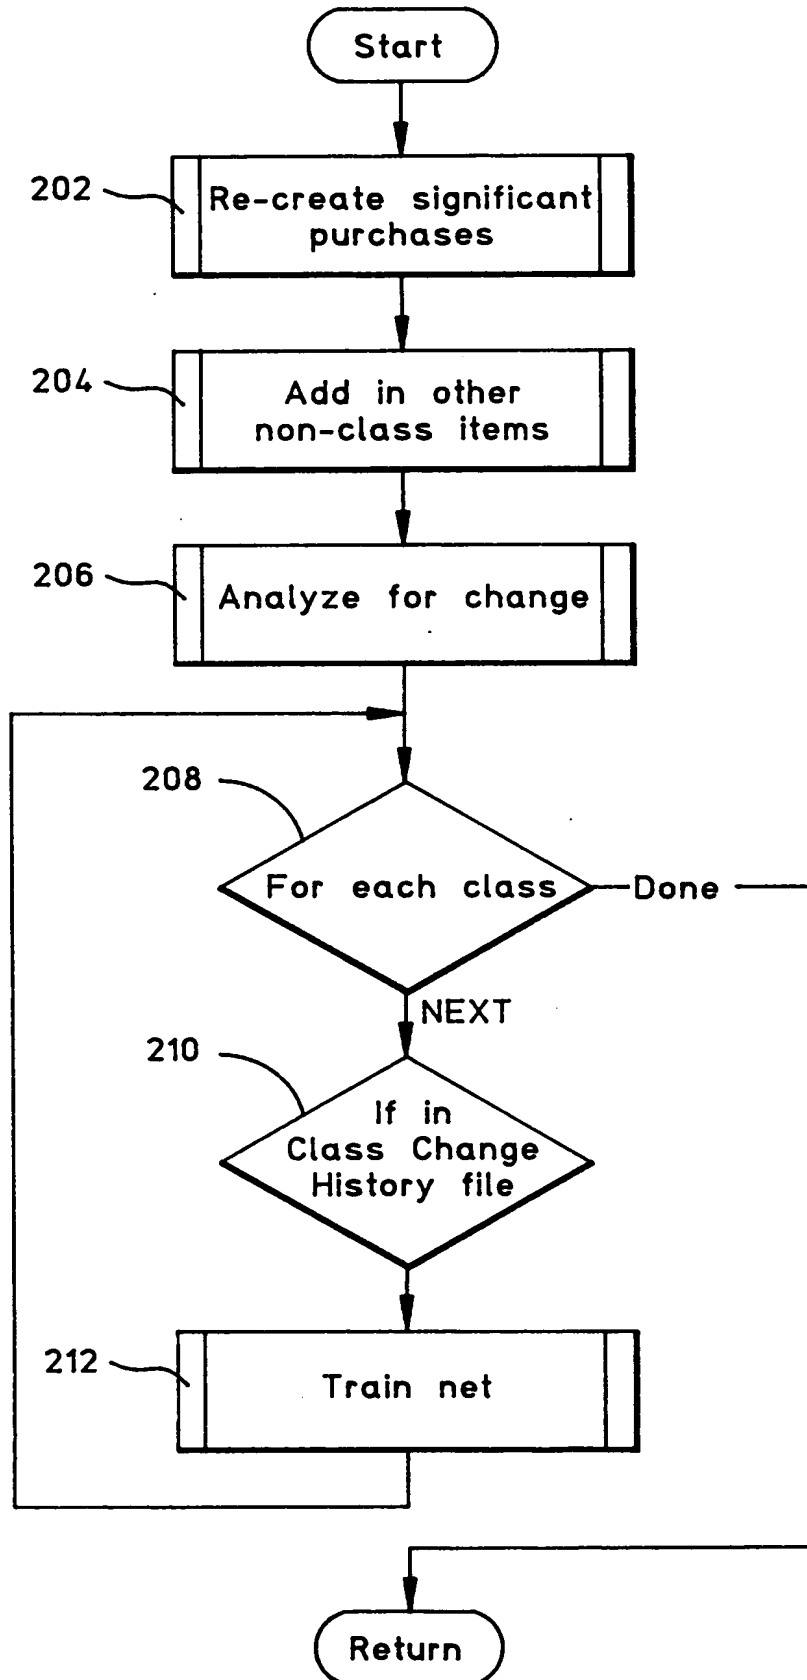 Start
202
Re-create significant
purchases
204
Add in other
non-class items
206
Analyze for change
208
For each class
Done
NEXT
210
If in
Class Change
History file
212
Train net
Return